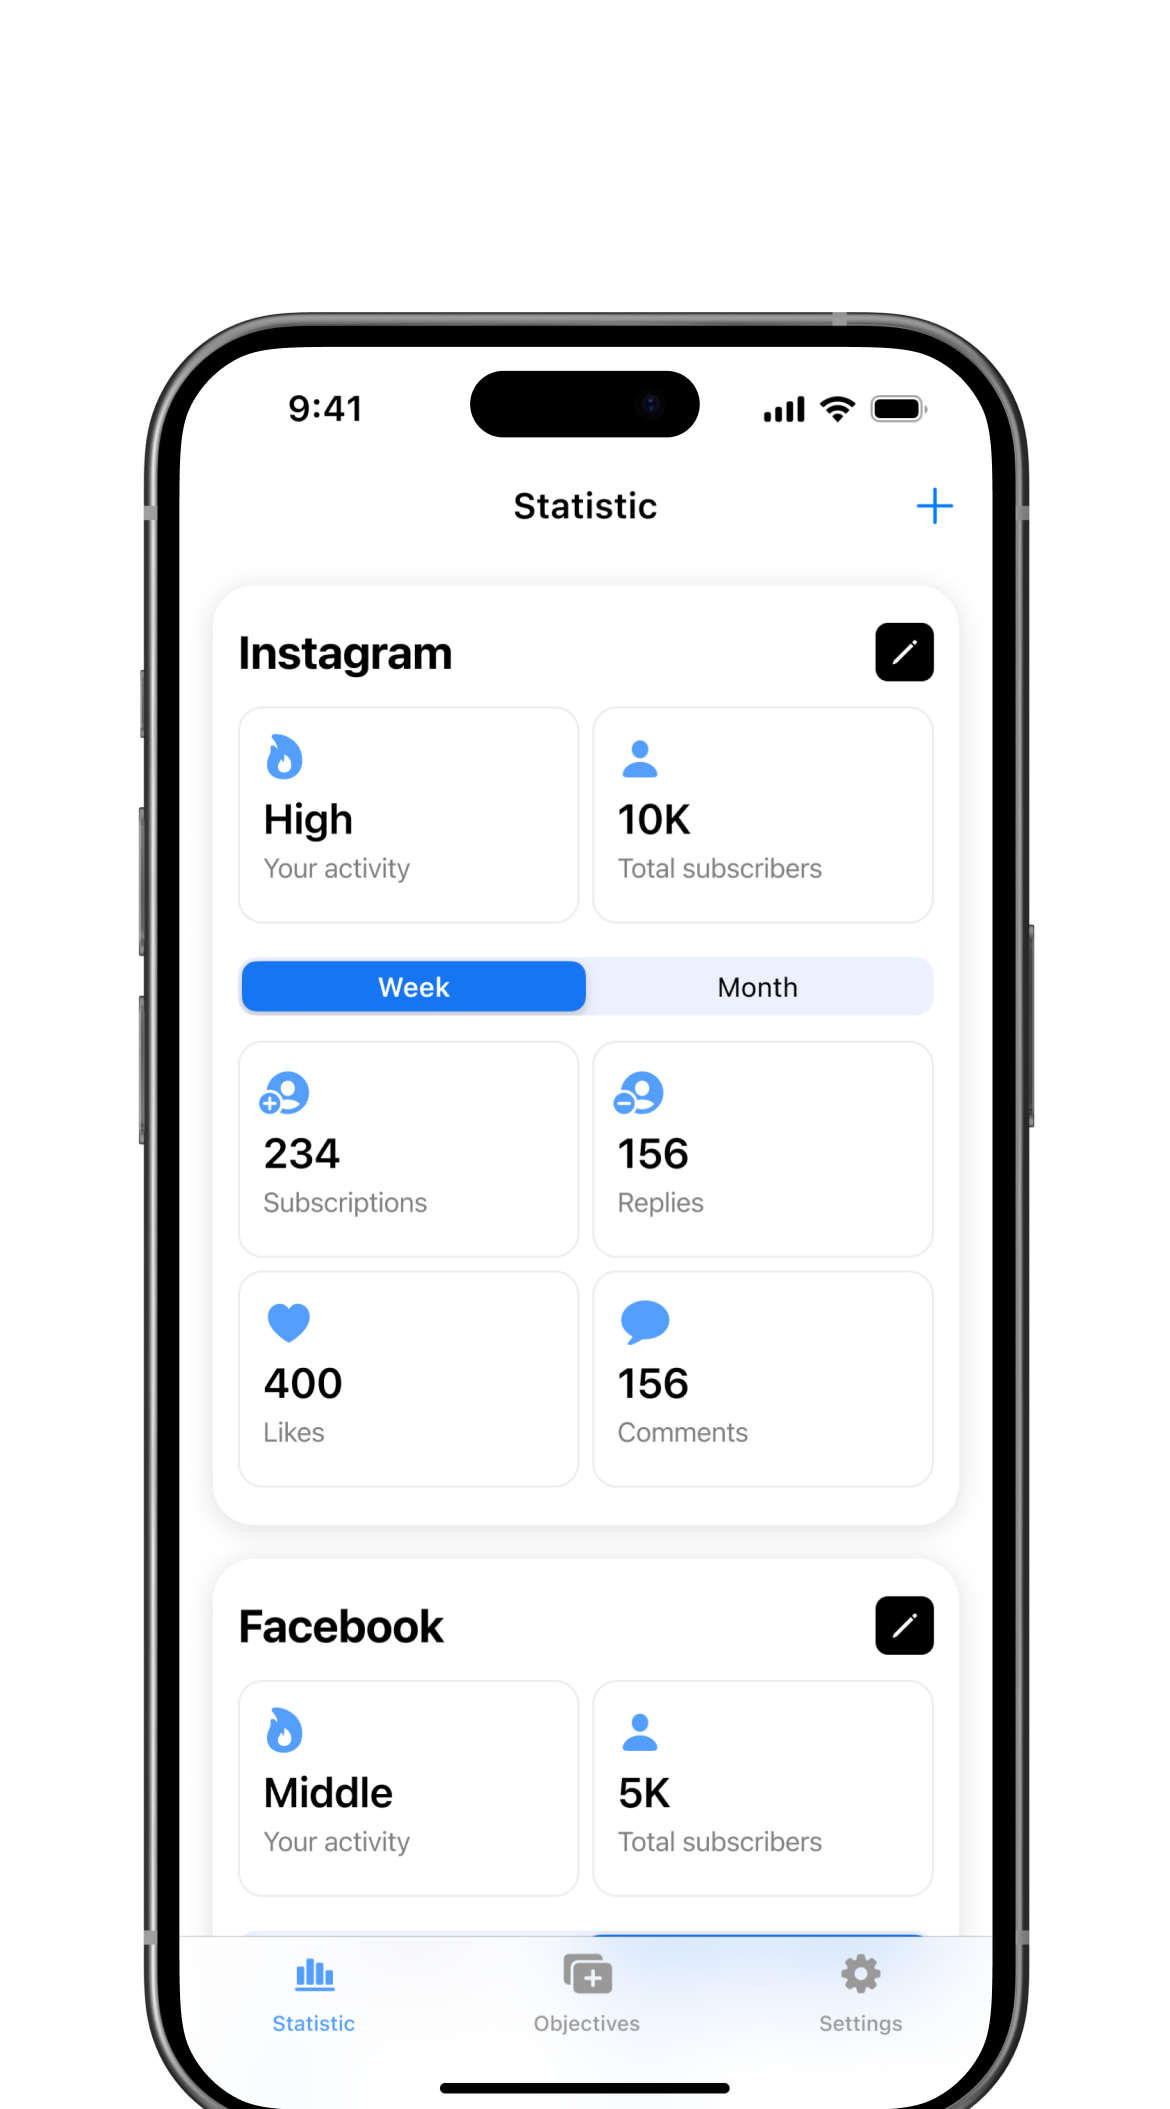 9:41
Statistic
Instagram
High
Your activity
10K
Total subscribers
Week
Month
234
Subscriptions
156
Replies
400
Likes
156
Comments
Facebook
Middle
Your activity
5K
Total subscribers
Statistic
Objectives
Settings